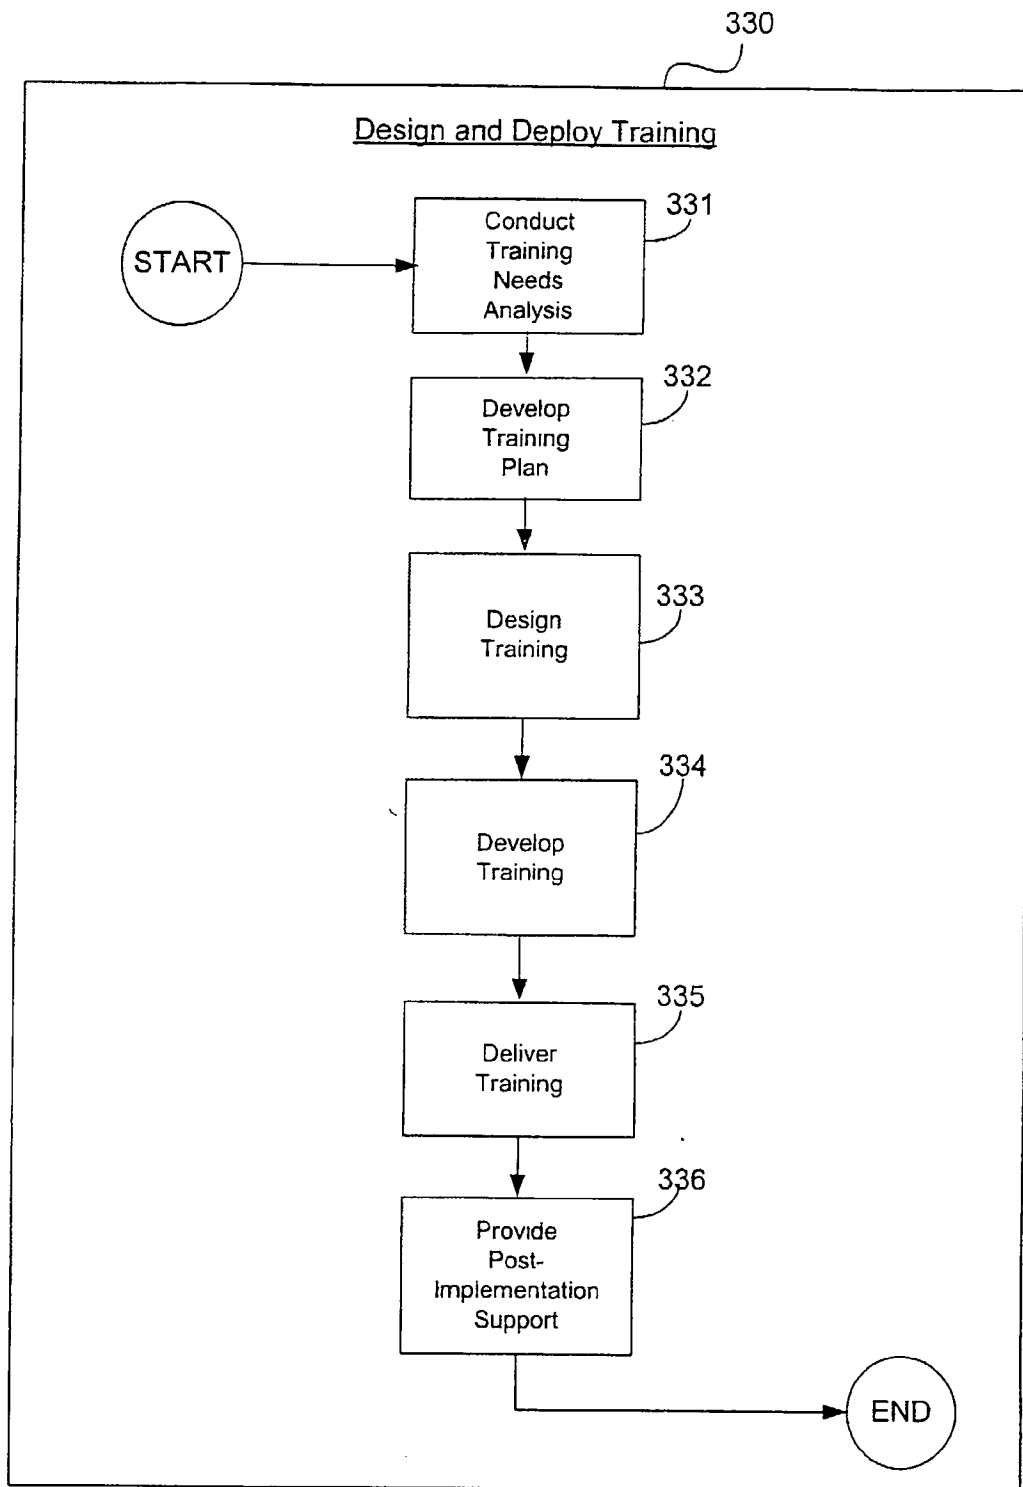 330
Design and Deploy Training
START
331
Conduct
Training
Needs
Analysis
332
Develop
Training
Plan
333
Design
Training
334
Develop
Training
335
Deliver
Training
336
Provide
Post-
Implementation
Support
END